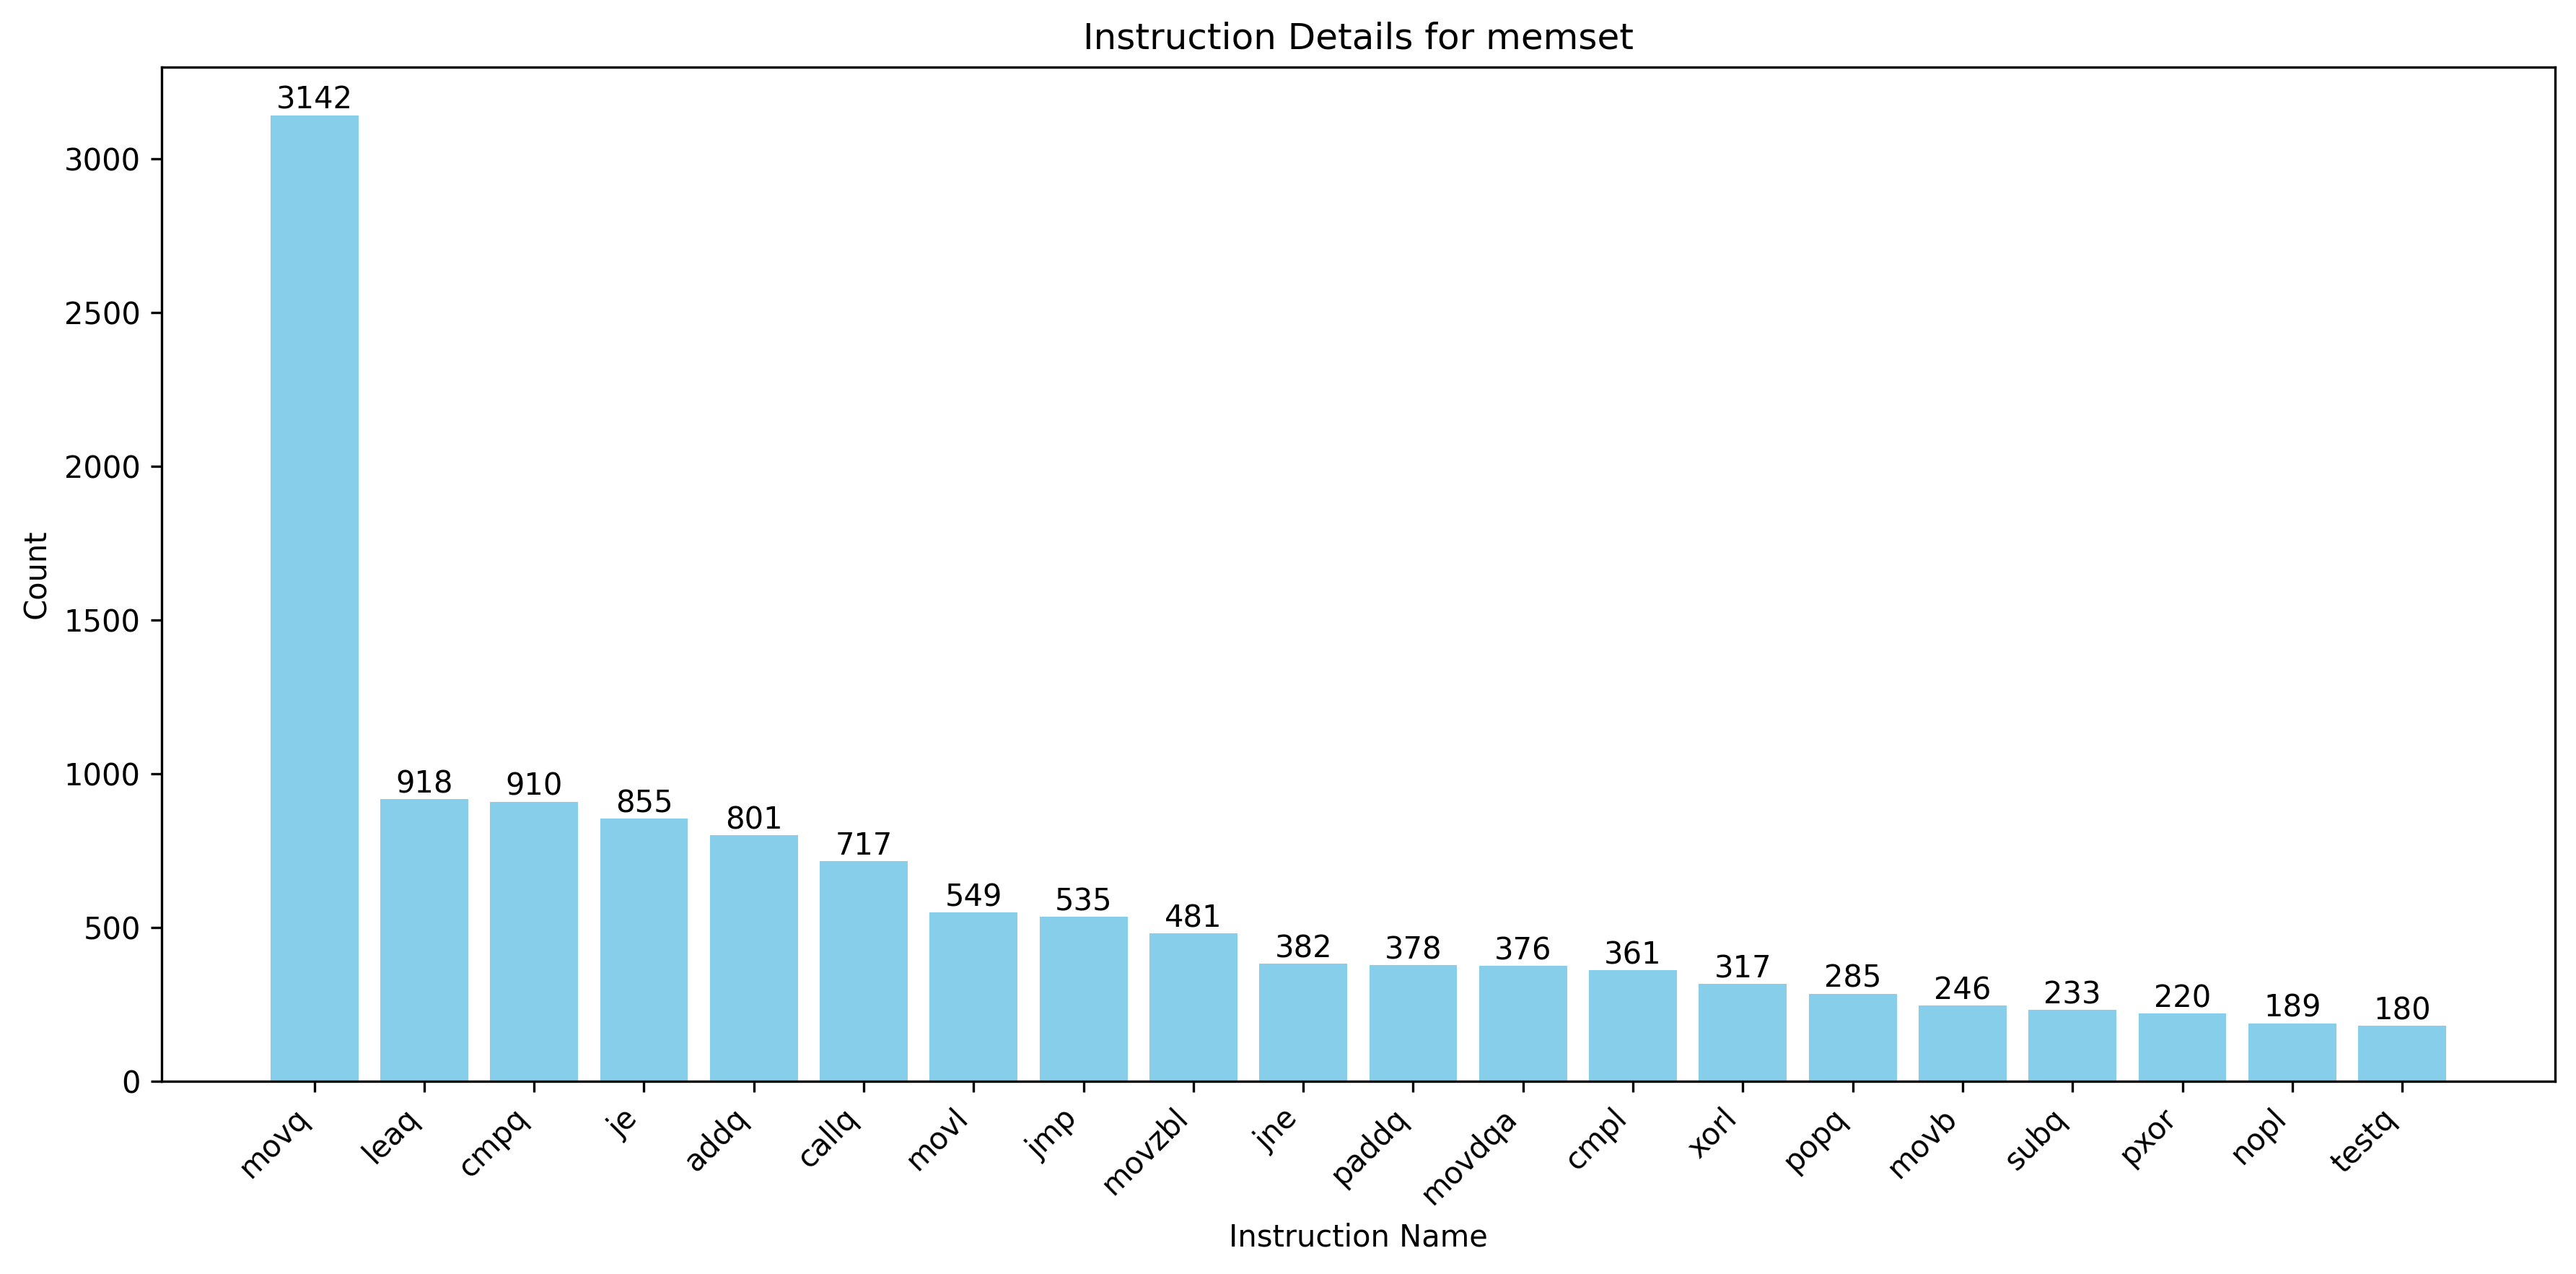 Instruction Details for memset
3142
918
910
855
801
717
549
535
481
382
378
376
361
317
285
246
233
220
189
180
3000
2500
2000
1500
1000
500
0
Count
movq
leaq
cmpq
je
addq
callq
movl
jmp
movzbl
jne
paddq
movdqa
cmpl
xorl
popq
movb
subq
pxor
nopl
testq
Instruction Name